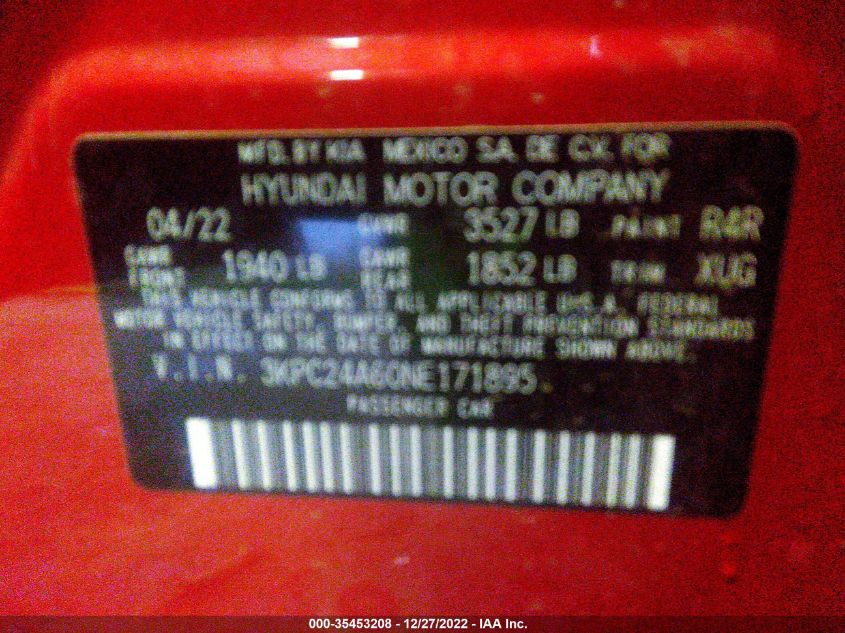 MFD. BY KIA MEXICO S.A. DE C.V. FOR
HYUNDAI MOTOR COMPANY
04/22 GVWR 3527 LB PAINT R4R
GAWR FRONT 1940 LB GAWR REAR 1852 LB TRIM XUG
THIS VEHICLE CONFORMS TO ALL APPLICABLE U.S.A. FEDERAL
MOTOR VEHICLE SAFETY, BUMPER, AND THEFT PREVENTION STANDARDS
IN EFFECT ON THE DATE OF MANUFACTURE SHOWN ABOVE.
V.I.N. 3KPC24A60NE171895
PASSENGER CAR
000-35453208 - 12/27/2022 - IAA Inc.